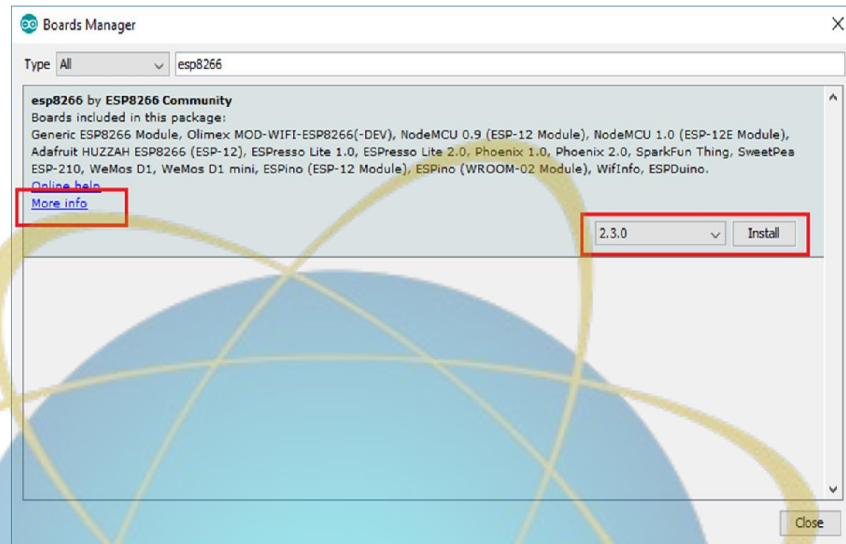 Boards Manager
Type All esp8266
esp8266 by ESP8266 Community
Boards included in this package:
Generic ESP8266 Module, Olimex MOD-WIFI-ESP8266(-DEV), NodeMCU 0.9 (ESP-12 Module), NodeMCU 1.0 (ESP-12E Module),
Adafruit HUZZAH ESP8266 (ESP-12), ESPresso Lite 1.0, ESPresso Lite 2.0, Phoenix 1.0, Phoenix 2.0, SparkFun Thing, SweetPea
ESP-210, WeMos D1, WeMos D1 mini, ESPino (ESP-12 Module), ESPino (WROOM-02 Module), WifInfo, ESPDuino.
Online help
More info
2.3.0 Install
Close